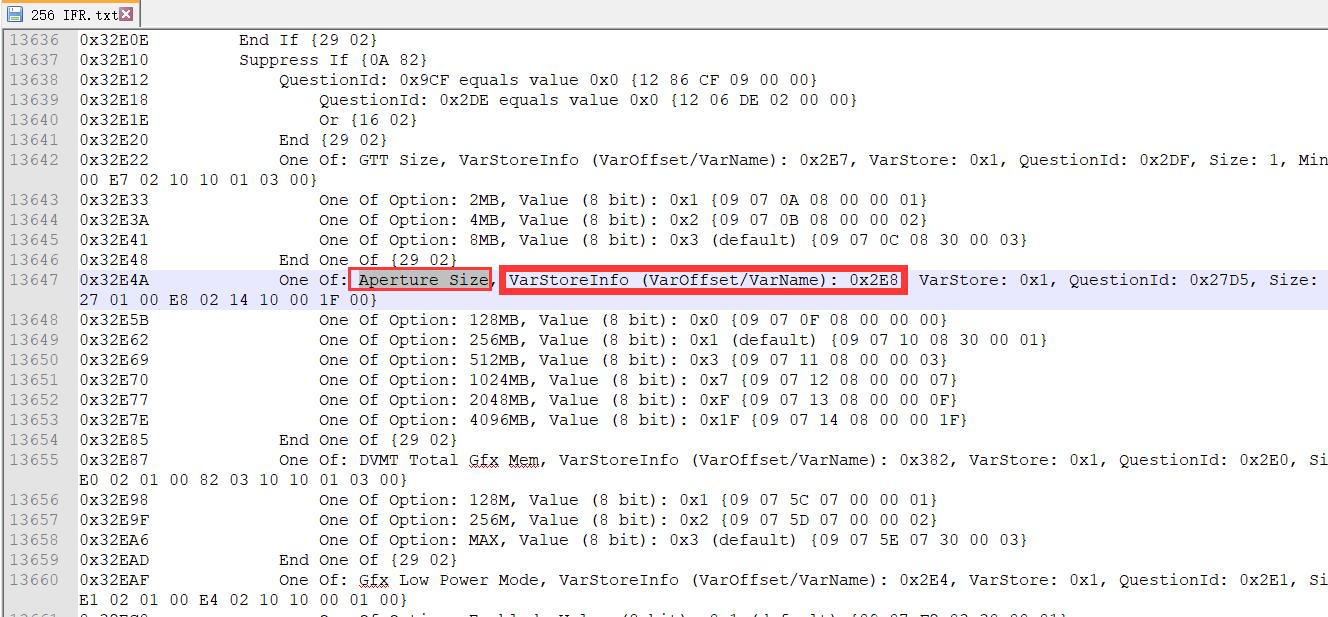 256 IFR.txt
13636 0x32E0E End If {29 02}
13637 0x32E10 Suppress If {0A 82}
13638 0x32E12 QuestionId: 0x9CF equals value 0x0 {12 86 CF 09 00 00}
13639 0x32E18 QuestionId: 0x2DE equals value 0x0 {12 06 DE 02 00 00}
13640 0x32E1E Or {16 02}
13641 0x32E20 End {29 02}
13642 0x32E22 One Of: GTT Size, VarStoreInfo (VarOffset/VarName): 0x2E7, VarStore: 0x1, QuestionId: 0x2DF, Size: 1, Min
00 E7 02 10 10 01 03 00}
13643 0x32E33 One Of Option: 2MB, Value (8 bit): 0x1 {09 07 0A 08 00 00 01}
13644 0x32E3A One Of Option: 4MB, Value (8 bit): 0x2 {09 07 0B 08 00 00 02}
13645 0x32E41 One Of Option: 8MB, Value (8 bit): 0x3 (default) {09 07 0C 08 30 00 03}
13646 0x32E48 End One Of {29 02}
13647 0x32E4A One Of: Aperture Size, VarStoreInfo (VarOffset/VarName): 0x2E8 VarStore: 0x1, QuestionId: 0x27D5, Size:
27 01 00 E8 02 14 10 00 1F 00}
13648 0x32E5B One Of Option: 128MB, Value (8 bit): 0x0 {09 07 0F 08 00 00 00}
13649 0x32E62 One Of Option: 256MB, Value (8 bit): 0x1 (default) {09 07 10 08 30 00 01}
13650 0x32E69 One Of Option: 512MB, Value (8 bit): 0x3 {09 07 11 08 00 00 03}
13651 0x32E70 One Of Option: 1024MB, Value (8 bit): 0x7 {09 07 12 08 00 00 07}
13652 0x32E77 One Of Option: 2048MB, Value (8 bit): 0xF {09 07 13 08 00 00 0F}
13653 0x32E7E One Of Option: 4096MB, Value (8 bit): 0x1F {09 07 14 08 00 00 1F}
13654 0x32E85 End One Of {29 02}
13655 0x32E87 One Of: DVMT Total Gfx Mem, VarStoreInfo (VarOffset/VarName): 0x382, VarStore: 0x1, QuestionId: 0x2E0, Si
E0 02 01 00 82 03 10 10 01 03 00}
13656 0x32E98 One Of Option: 128M, Value (8 bit): 0x1 {09 07 5C 07 00 00 01}
13657 0x32E9F One Of Option: 256M, Value (8 bit): 0x2 {09 07 5D 07 00 00 02}
13658 0x32EA6 One Of Option: MAX, Value (8 bit): 0x3 (default) {09 07 5E 07 30 00 03}
13659 0x32EAD End One Of {29 02}
13660 0x32EAF One Of: Gfx Low Power Mode, VarStoreInfo (VarOffset/VarName): 0x2E4, VarStore: 0x1, QuestionId: 0x2E1, Si
E1 02 01 00 E4 02 10 10 00 01 00}